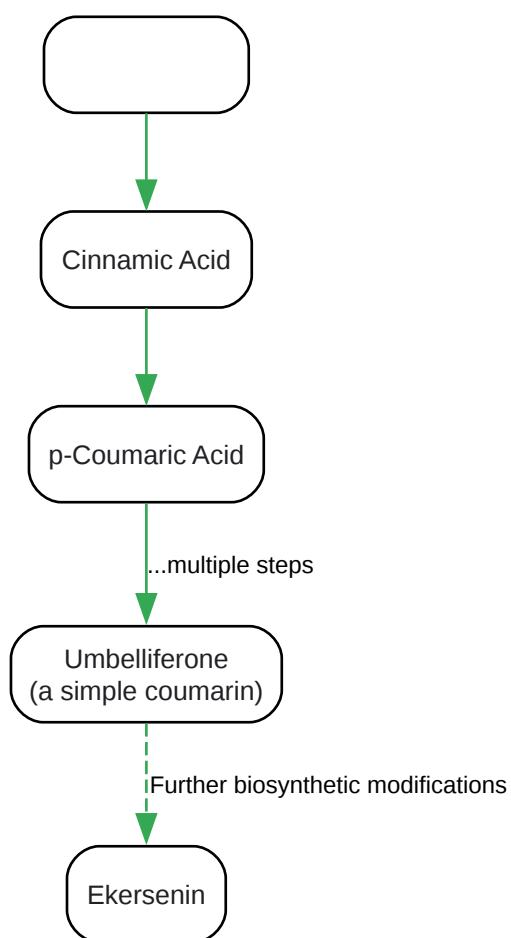 Cinnamic Acid
p-Coumaric Acid
...multiple steps
Umbelliferone
(a simple coumarin)
Further biosynthetic modifications
Ekersenin